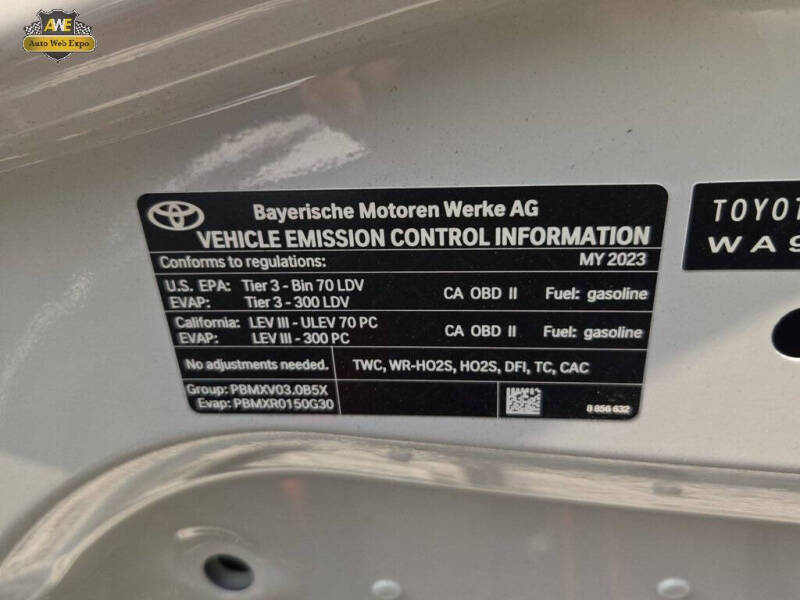 AWE
Auto Web Expo
Bayerische Motoren Werke AG
VEHICLE EMISSION CONTROL INFORMATION
Conforms to regulations: MY 2023
U.S. EPA: Tier 3 - Bin 70 LDV CA OBD II Fuel: gasoline
EVAP: Tier 3 - 300 LDV
California: LEV III - ULEV 70 PC CA OBD II Fuel: gasoline
EVAP: LEV III - 300 PC
No adjustments needed. TWC, WR-HO2S, HO2S, DFI, TC, CAC
Group: PBMXV03.0B5X
Evap: PBMXR0150G30
8 856 632
TOYOT
WA9